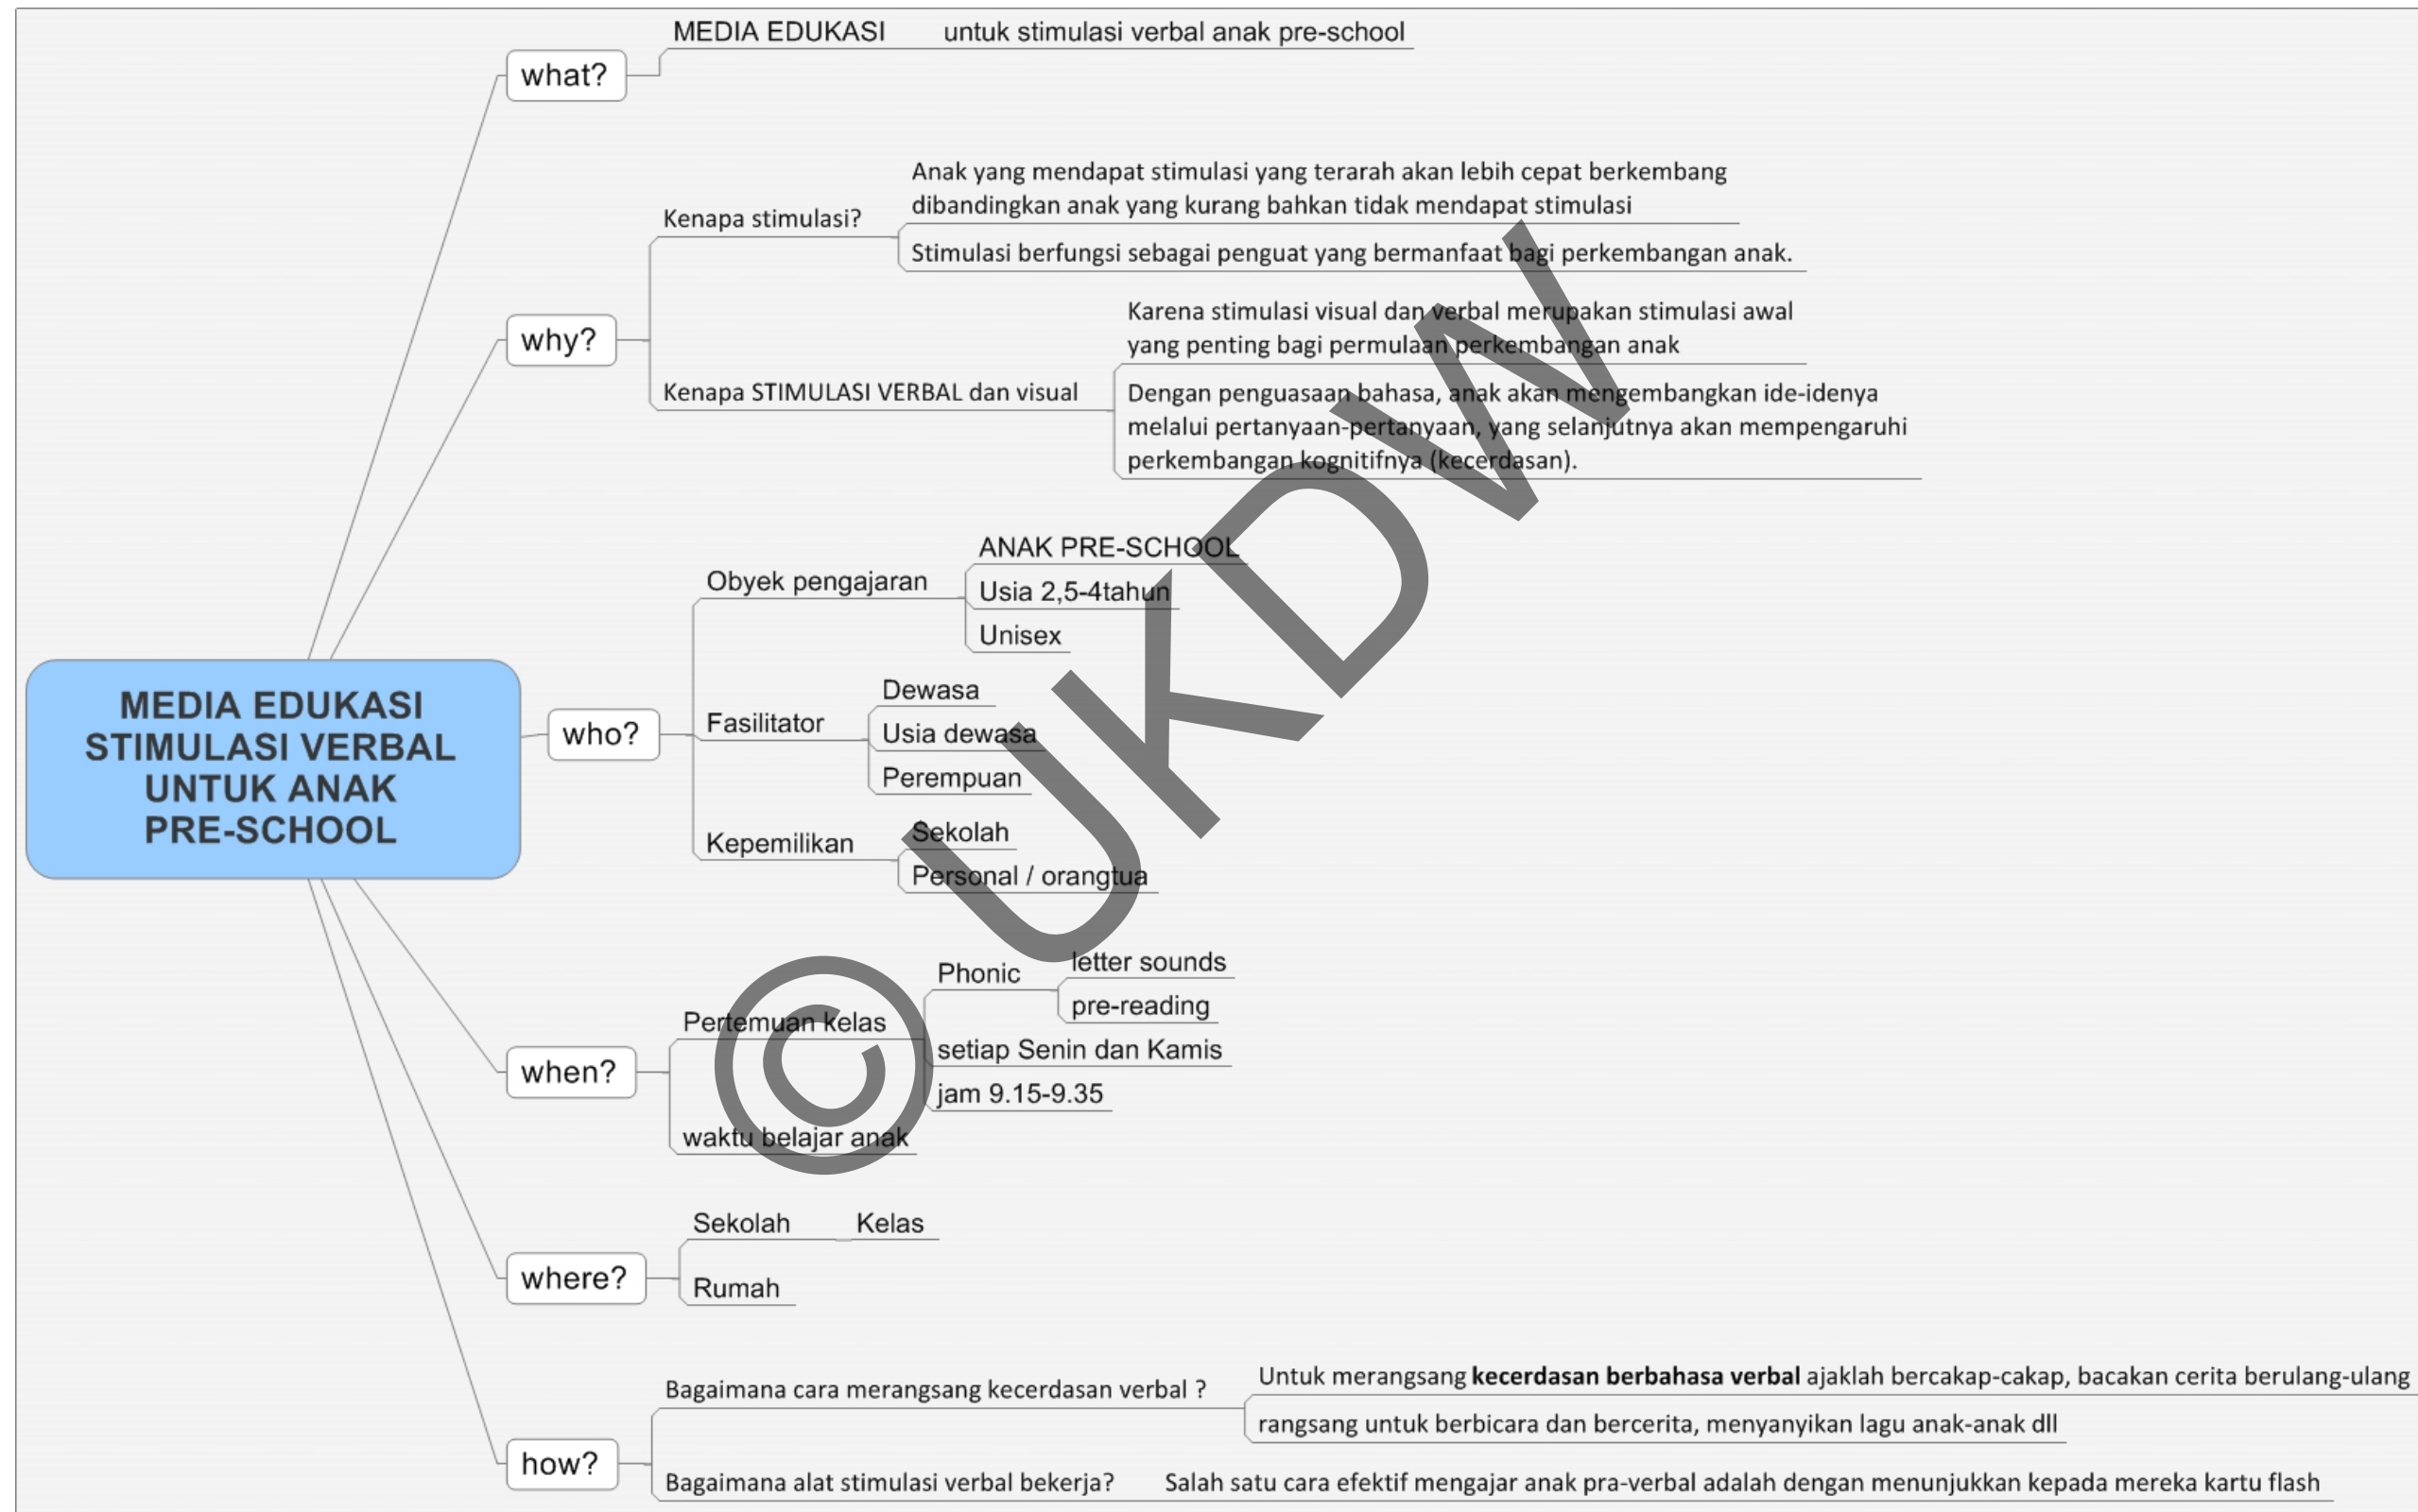 MEDIA EDUKASI untuk stimulasi verbal anak pre-school
what?
Anak yang mendapat stimulasi yang terarah akan lebih cepat berkembang
dibandingkan anak yang kurang bahkan tidak mendapat stimulasi
Kenapa stimulasi?
Stimulasi berfungsi sebagai penguat yang bermanfaat bagi perkembangan anak.
why?
Karena stimulasi visual dan verbal merupakan stimulasi awal
yang penting bagi permulaan perkembangan anak
Kenapa STIMULASI VERBAL dan visual
Dengan penguasaan bahasa, anak akan mengembangkan ide-idenya
melalui pertanyaan-pertanyaan, yang selanjutnya akan mempengaruhi
perkembangan kognitifnya (kecerdasan).
ANAK PRE-SCHOOL
Obyek pengajaran
Usia 2,5-4tahun
Unisex
MEDIA EDUKASI
STIMULASI VERBAL
UNTUK ANAK
PRE-SCHOOL
who?
Dewasa
Fasilitator
Usia dewasa
Perempuan
Sekolah
Kepemilikan
Personal / orangtua
Phonic
letter sounds
pre-reading
Pertemuan kelas
setiap Senin dan Kamis
jam 9.15-9.35
when?
waktu belajar anak
Sekolah Kelas
where?
Rumah
Bagaimana cara merangsang kecerdasan verbal ?
Untuk merangsang kecerdasan berbahasa verbal ajaklah bercakap-cakap, bacakan cerita berulang-ulang
rangsang untuk berbicara dan bercerita, menyanyikan lagu anak-anak dll
how?
Bagaimana alat stimulasi verbal bekerja? Salah satu cara efektif mengajar anak pra-verbal adalah dengan menunjukkan kepada mereka kartu flash
© UKDW